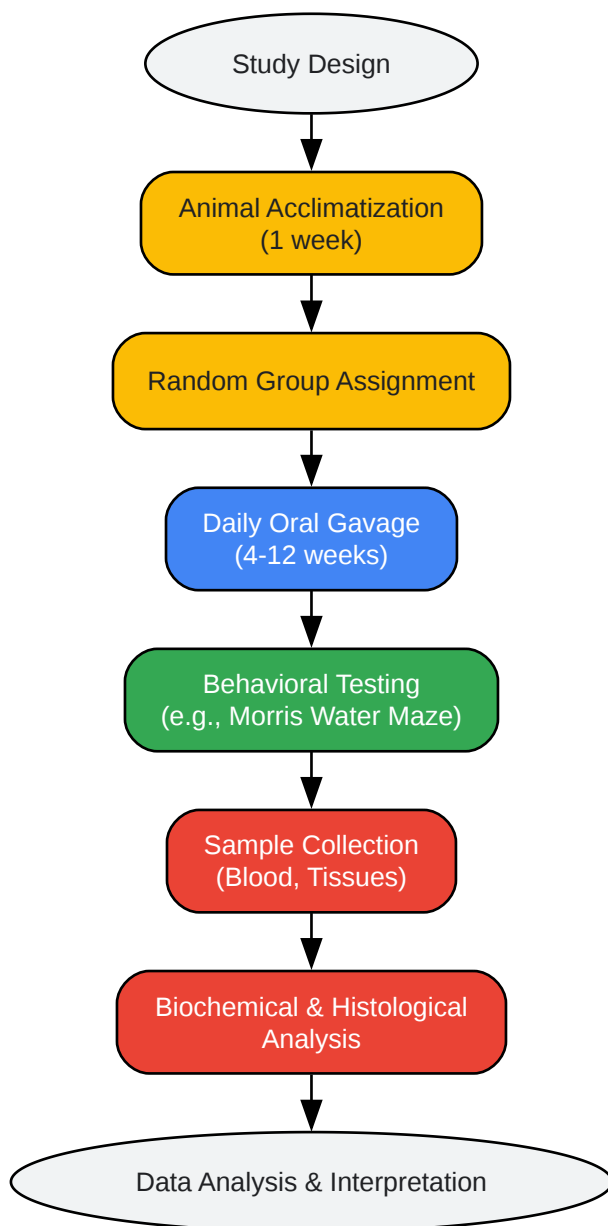 Study Design
Animal Acclimatization
(1 week)
Random Group Assignment
Daily Oral Gavage
(4-12 weeks)
Behavioral Testing
(e.g., Morris Water Maze)
Sample Collection
(Blood, Tissues)
Biochemical & Histological
Analysis
Data Analysis & Interpretation